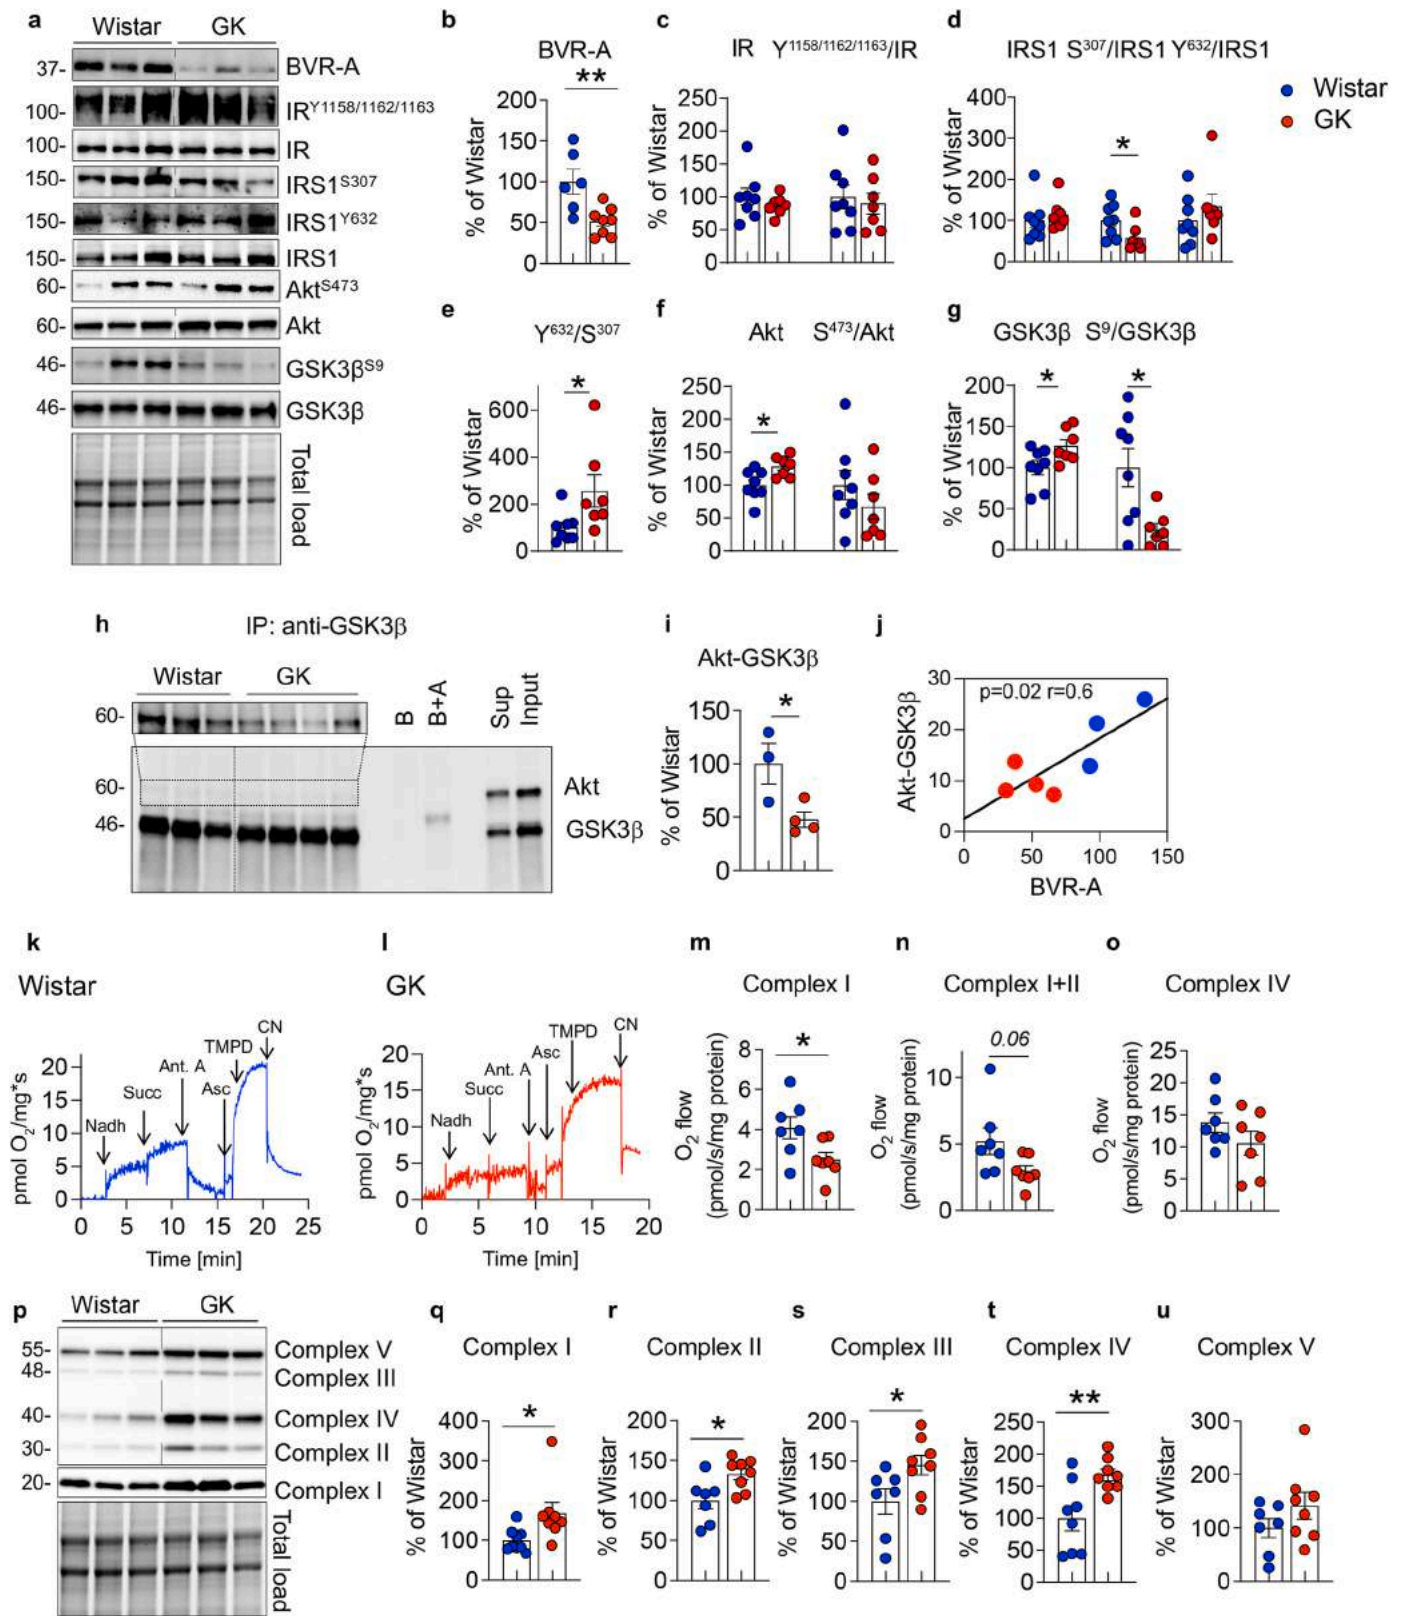 a
Wistar GK
37- BVR-A
100- IRY1158/1162/1163
100- IR
150- IRS1S307
150- IRS1Y632
150- IRS1
60- AktS473
60- Akt
46- GSK3βS9
46- GSK3β
Total load
b
BVR-A
**
% of Wistar
200
150
100
50
0
c
IR Y1158/1162/1163/IR
% of Wistar
250
200
150
100
50
0
d
IRS1 S307/IRS1 Y632/IRS1
*
% of Wistar
400
300
200
100
0
Wistar
GK
e
Y632/S307
*
% of Wistar
600
400
200
0
f
Akt S473/Akt
*
% of Wistar
250
200
150
100
50
0
g
GSK3β S9/GSK3β
* *
% of Wistar
200
150
100
50
0
h
IP: anti-GSK3β
Wistar GK
B
B+A
Sup
Input
60-
60- Akt
46- GSK3β
i
Akt-GSK3β
*
% of Wistar
150
100
50
0
j
p=0.02 r=0.6
Akt-GSK3β
30
20
10
0
0 50 100 150
BVR-A
k
Wistar
pmol O2/mg*s
20
15
10
5
0
Nadh
Succ
Ant. A
Asc
TMPD
CN
0 5 10 15 20 25
Time [min]
l
GK
pmol O2/mg*s
20
15
10
5
0
Nadh
Succ
Ant. A
Asc
TMPD
CN
0 5 10 15 20
Time [min]
m
Complex I
*
O2 flow
(pmol/s/mg protein)
8
6
4
2
0
n
Complex I+II
0.06
O2 flow
(pmol/s/mg protein)
10
5
0
o
Complex IV
O2 flow
(pmol/s/mg protein)
25
20
15
10
5
0
p
Wistar GK
55- Complex V
48- Complex III
40- Complex IV
30- Complex II
20- Complex I
Total load
q
Complex I
*
% of Wistar
400
300
200
100
0
r
Complex II
*
% of Wistar
200
150
100
50
0
s
Complex III
*
% of Wistar
200
150
100
50
0
t
Complex IV
**
% of Wistar
250
200
150
100
50
0
u
Complex V
% of Wistar
300
200
100
0